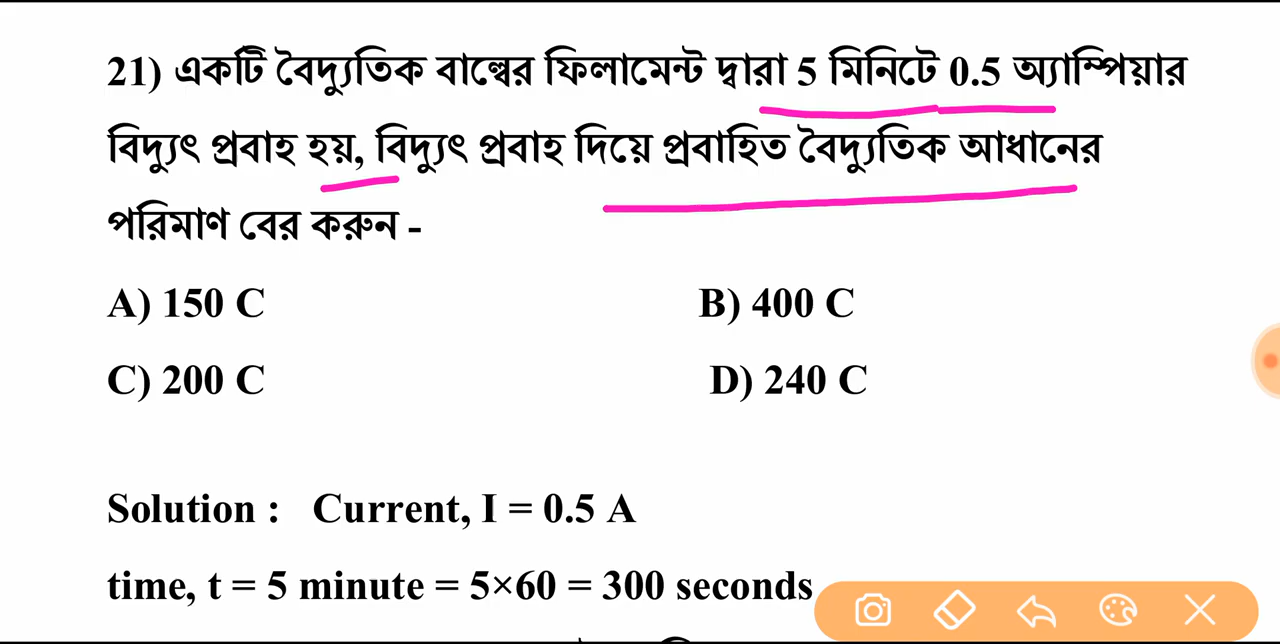 21) একটি বৈদ্যুতিক বাল্বের ফিলামেন্ট দ্বারা 5 মিনিটে 0.5 অ্যাম্পিয়ার
বিদ্যুৎ প্রবাহ হয়, বিদ্যুৎ প্রবাহ দিয়ে প্রবাহিত বৈদ্যুতিক আধানের
পরিমাণ বের করুন -
A) 150 C B) 400 C
C) 200 C D) 240 C
Solution : Current, I = 0.5 A
time, t = 5 minute = 5×60 = 300 seconds